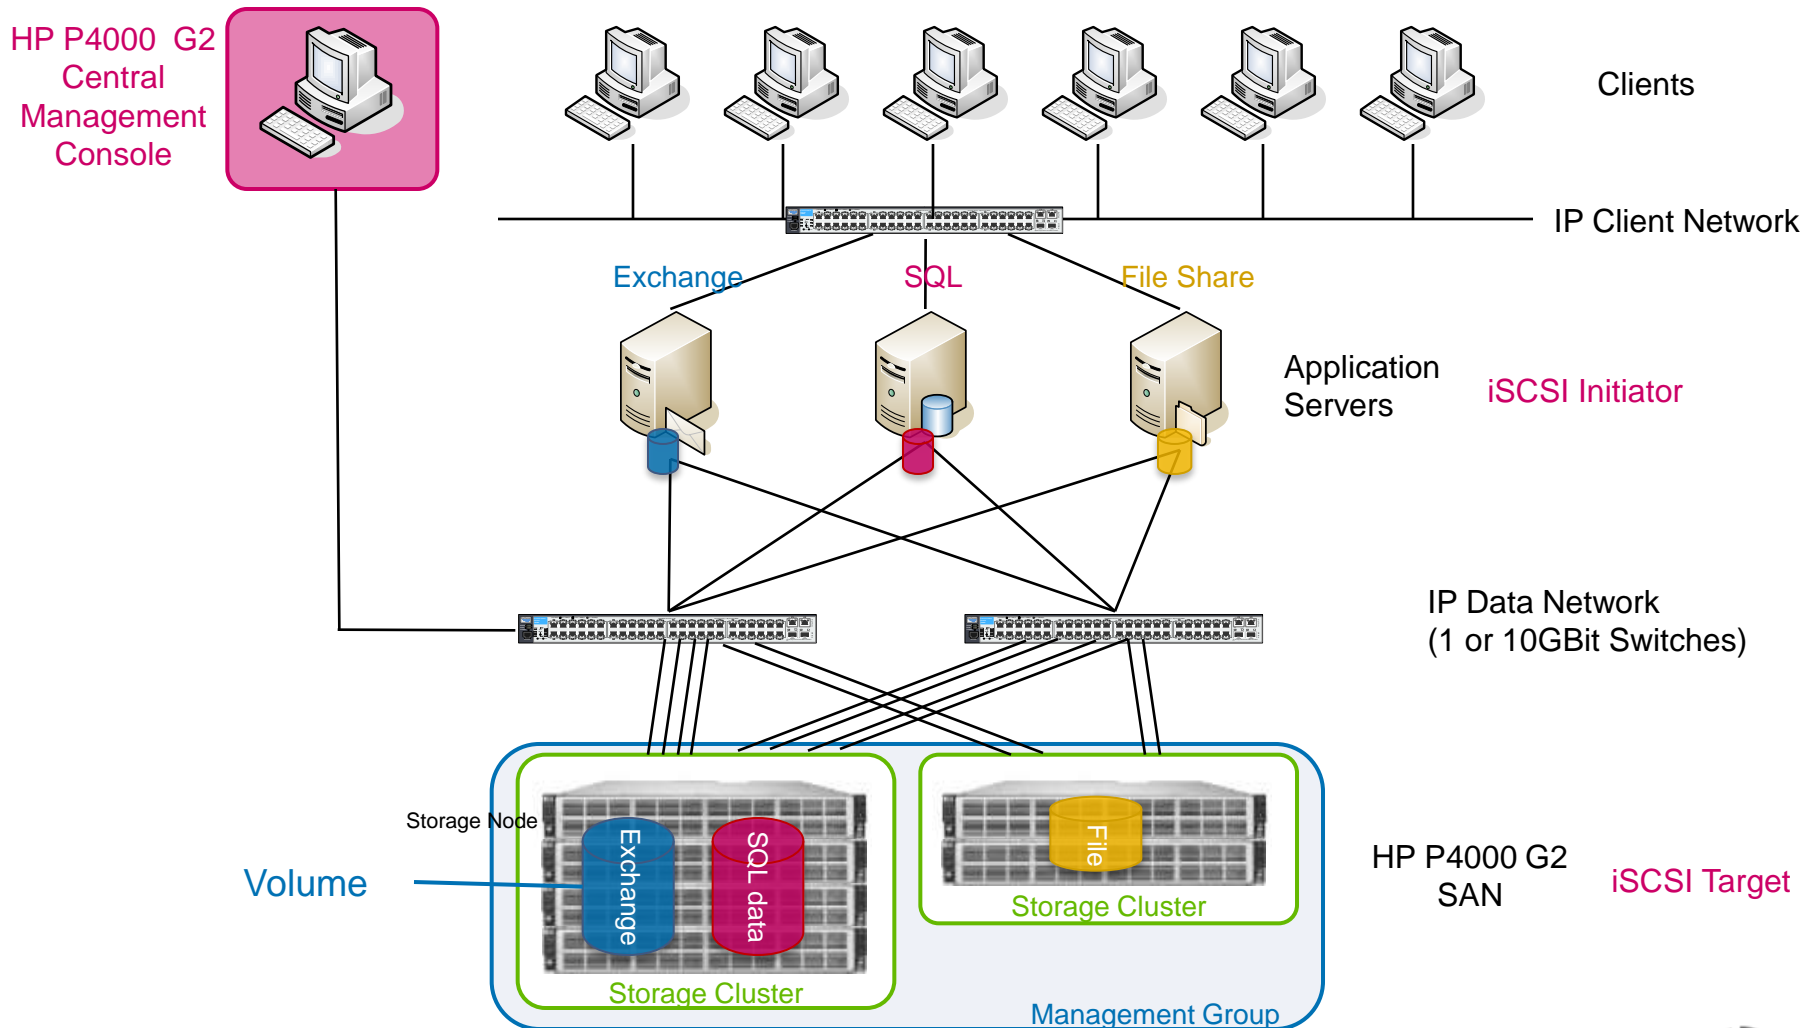 HP P4000 G2
Central
Management
Console
Clients
IP Client Network
Exchange
SQL
File Share
Application
Servers
iSCSI Initiator
IP Data Network
(1 or 10GBit Switches)
Storage Node
Exchange
SQL data
File
Volume
HP P4000 G2
SAN
iSCSI Target
Storage Cluster
Storage Cluster
Management Group